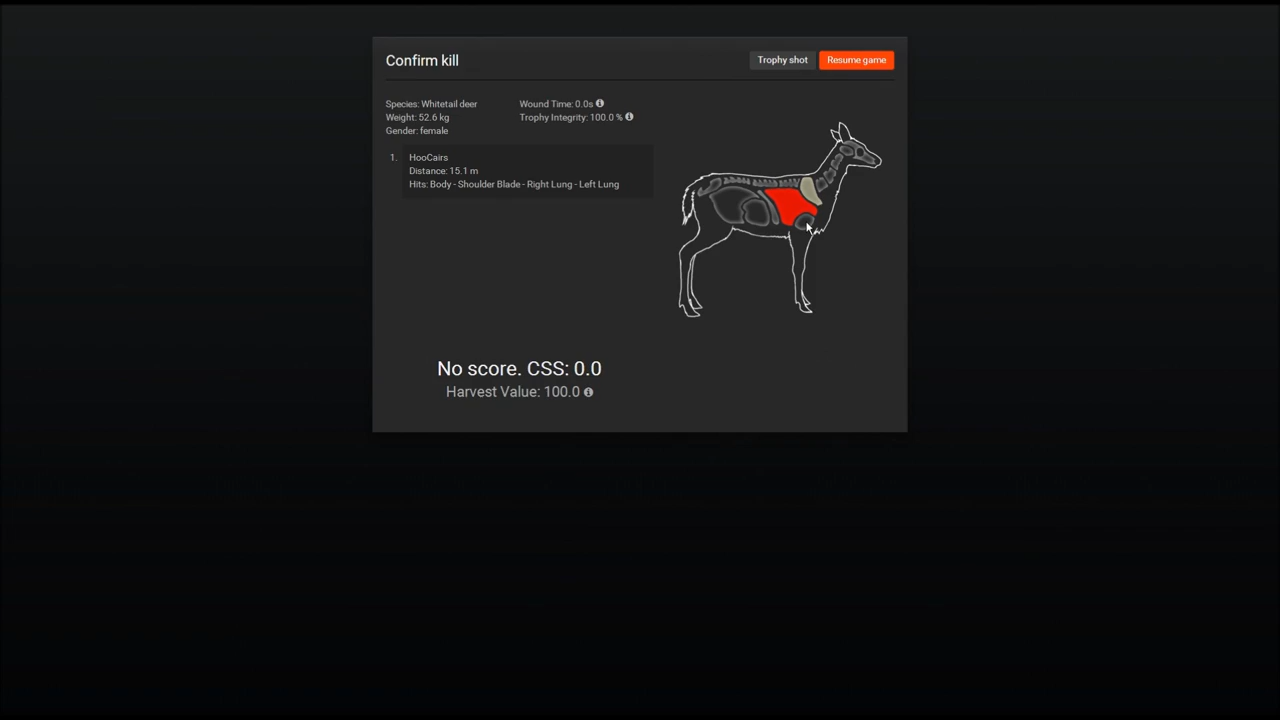 Confirm kill
Trophy shot
Resume game
Species: Whitetail deer
Weight: 52.6 kg
Gender: female
Wound Time: 0.0s
Trophy Integrity: 100.0 %
1.
HooCairs
Distance: 15.1 m
Hits: Body - Shoulder Blade - Right Lung - Left Lung
No score. CSS: 0.0
Harvest Value: 100.0